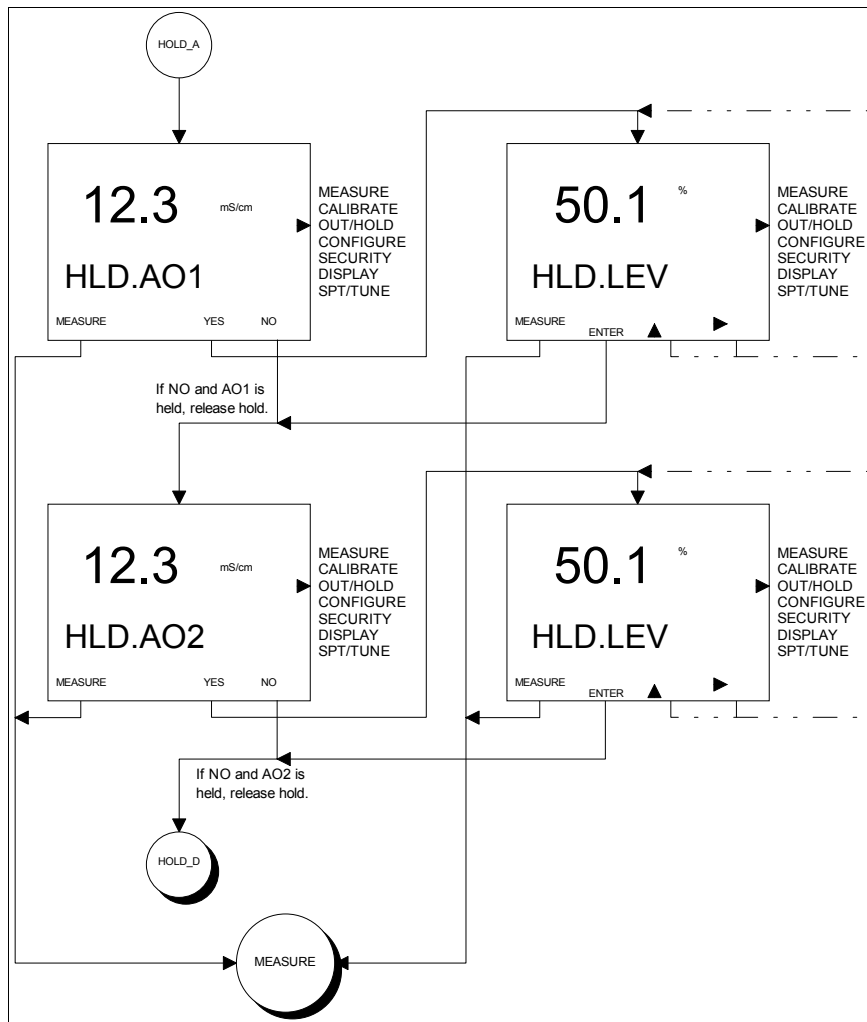 HOLD_A
12.3 mS/cm
HLD.AO1
MEASURE YES NO
MEASURE
CALIBRATE
OUT/HOLD
CONFIGURE
SECURITY
DISPLAY
SPT/TUNE
50.1 %
HLD.LEV
MEASURE ENTER
MEASURE
CALIBRATE
OUT/HOLD
CONFIGURE
SECURITY
DISPLAY
SPT/TUNE
If NO and AO1 is
held, release hold.
12.3 mS/cm
HLD.AO2
MEASURE YES NO
MEASURE
CALIBRATE
OUT/HOLD
CONFIGURE
SECURITY
DISPLAY
SPT/TUNE
50.1 %
HLD.LEV
MEASURE ENTER
MEASURE
CALIBRATE
OUT/HOLD
CONFIGURE
SECURITY
DISPLAY
SPT/TUNE
If NO and AO2 is
held, release hold.
HOLD_D
MEASURE